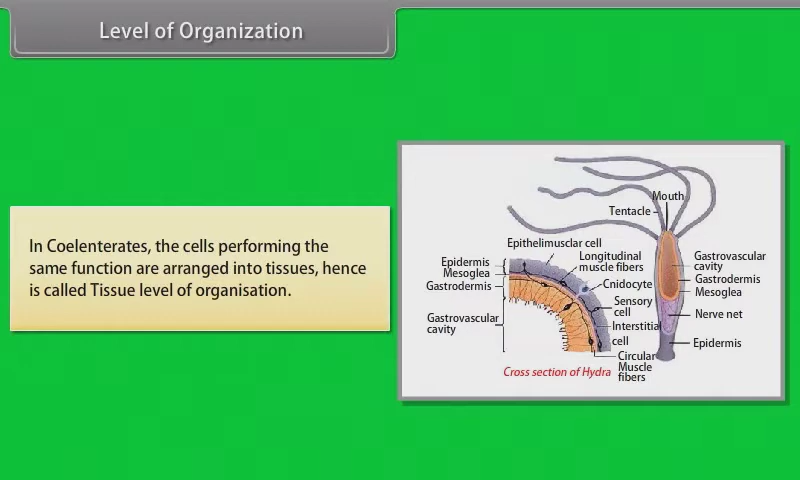 Level of Organization
In Coelenterates, the cells performing the
same function are arranged into tissues, hence
is called Tissue level of organisation.
Mouth
Tentacle
Epithelimusclar cell
Longitudinal
muscle fibers
Epidermis
Mesoglea
Gastrodermis
Cnidocyte
Sensory
cell
Interstitial
cell
Gastrovascular
cavity
Circular
Muscle
fibers
Cross section of Hydra
Gastrovascular
cavity
Gastrodermis
Mesoglea
Nerve net
Epidermis